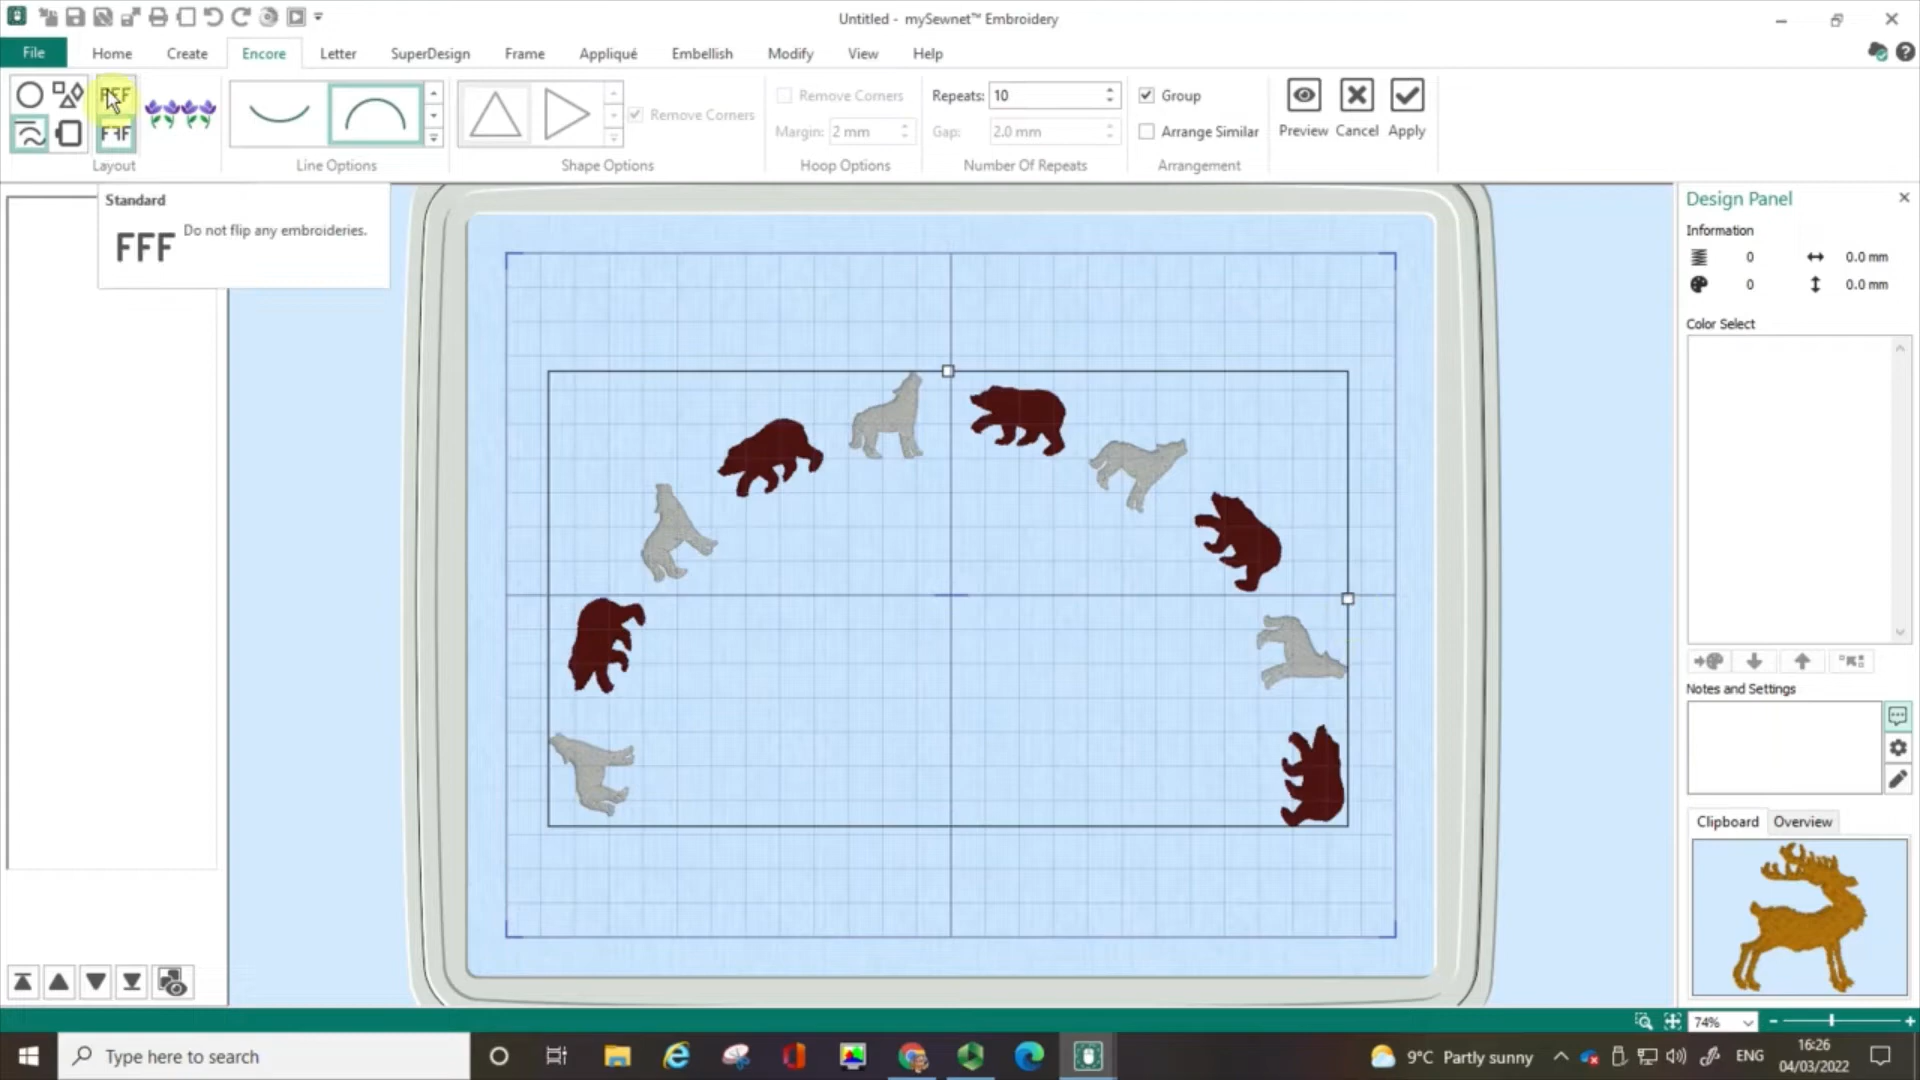 Untitled - mySewnet™ Embroidery
File Home Create Encore Letter SuperDesign Frame Appliqué Embellish Modify View Help
FFF
Remove Corners
Repeats: 10
Group
Remove Corners
Margin: 2 mm
Gap: 2.0 mm
Arrange Similar
Preview Cancel Apply
Layout Line Options Shape Options Hoop Options Number Of Repeats Arrangement
Standard
FFF Do not flip any embroideries.
Design Panel
Information
0 0.0 mm
0 0.0 mm
Color Select
Notes and Settings
Clipboard Overview
74%
Type here to search
9°C Partly sunny
ENG
16:26
04/03/2022